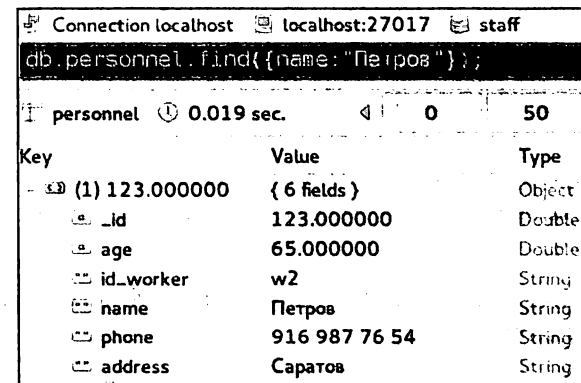 Connection localhost localhost:27017 staff
db.personnel.find({name:"Петров"});
personnel 0.019 sec. 0 50
Key Value Type
(1) 123.000000 { 6 fields } Object
_id 123.000000 Double
age 65.000000 Double
id_worker w2 String
name Петров String
phone 916 987 76 54 String
address Саратов String